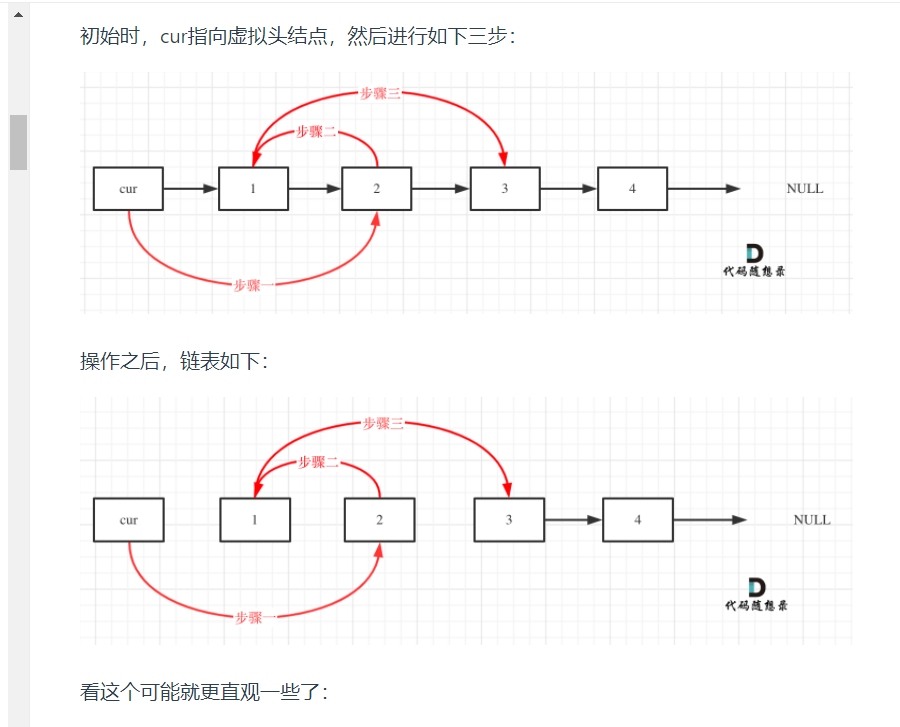 初始时，cur指向虚拟头结点，然后进行如下三步：
步骤三
步骤二
cur 1 2 3 4 NULL
步骤一
代码随想录
操作之后，链表如下：
步骤三
步骤二
cur 1 2 3 4 NULL
代码随想录
步骤一
看这个可能就更直观一些了：